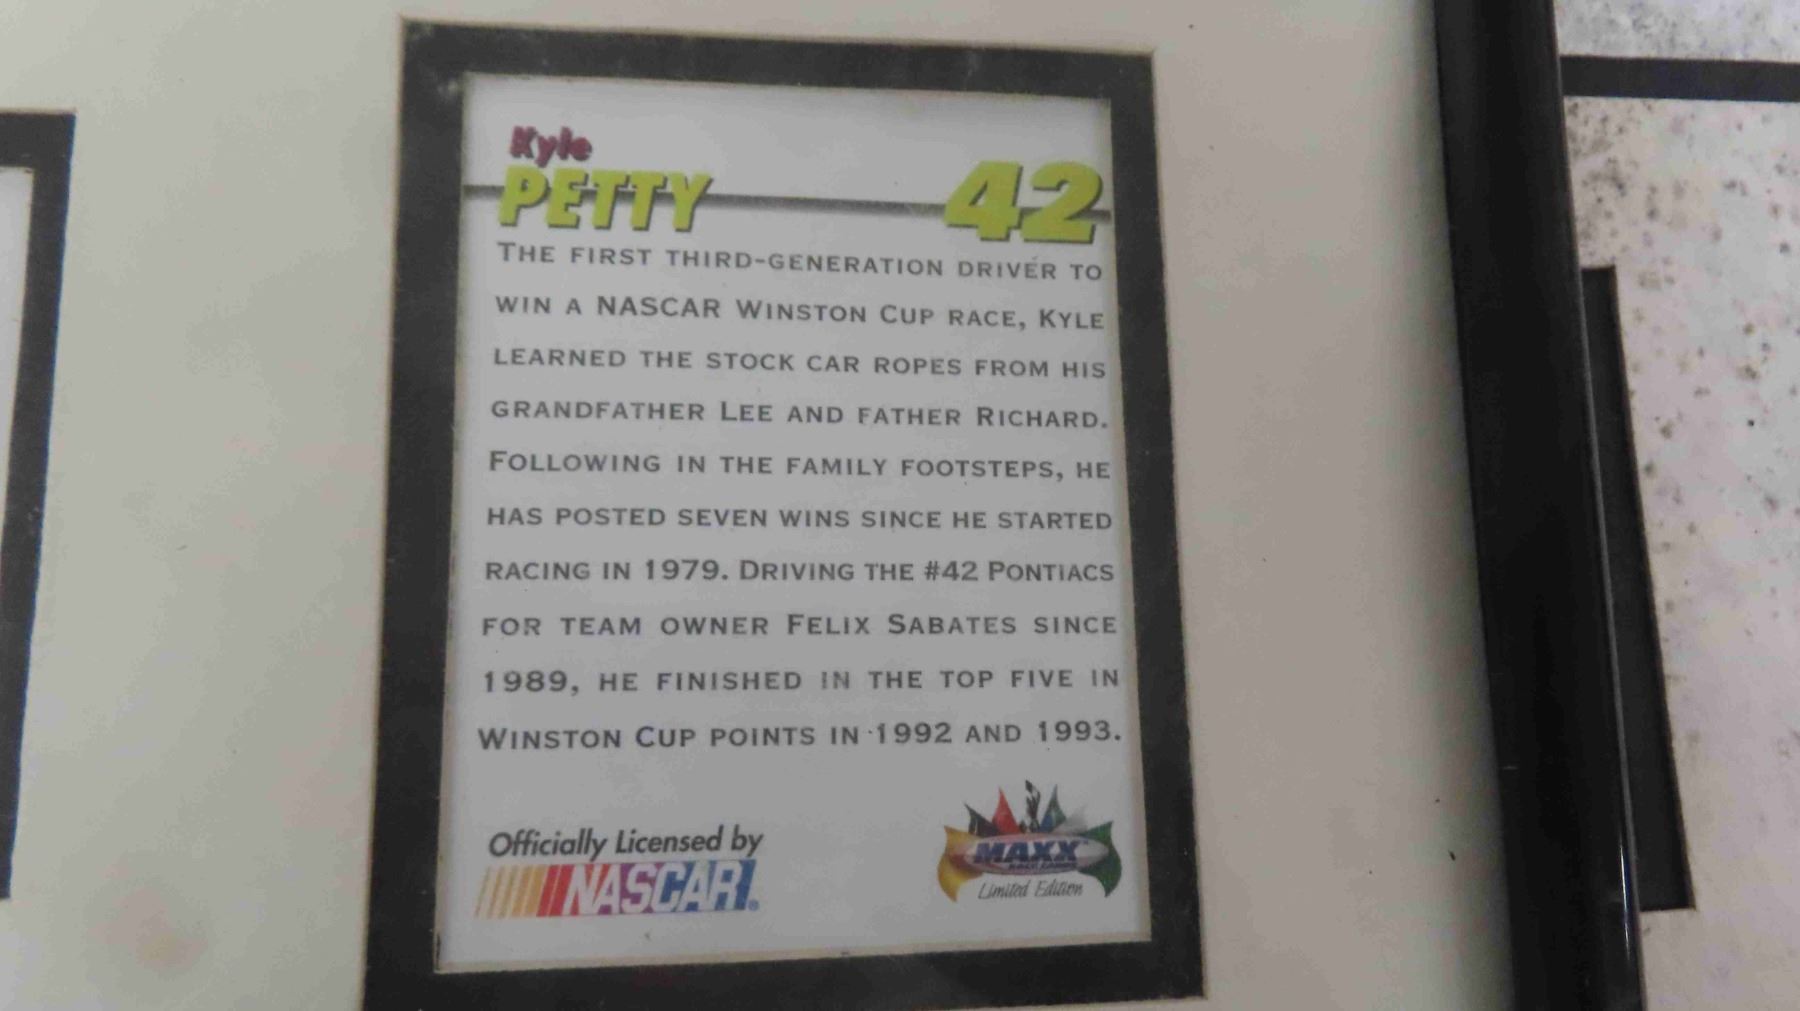 Kyle
PETTY 42
THE FIRST THIRD-GENERATION DRIVER TO
WIN A NASCAR WINSTON CUP RACE, KYLE
LEARNED THE STOCK CAR ROPES FROM HIS
GRANDFATHER LEE AND FATHER RICHARD.
FOLLOWING IN THE FAMILY FOOTSTEPS, HE
HAS POSTED SEVEN WINS SINCE HE STARTED
RACING IN 1979. DRIVING THE #42 PONTIACS
FOR TEAM OWNER FELIX SABATES SINCE
1989, HE FINISHED IN THE TOP FIVE IN
WINSTON CUP POINTS IN 1992 AND 1993.
Officially Licensed by
NASCAR®
MAXX
RACE CARDS
Limited Edition